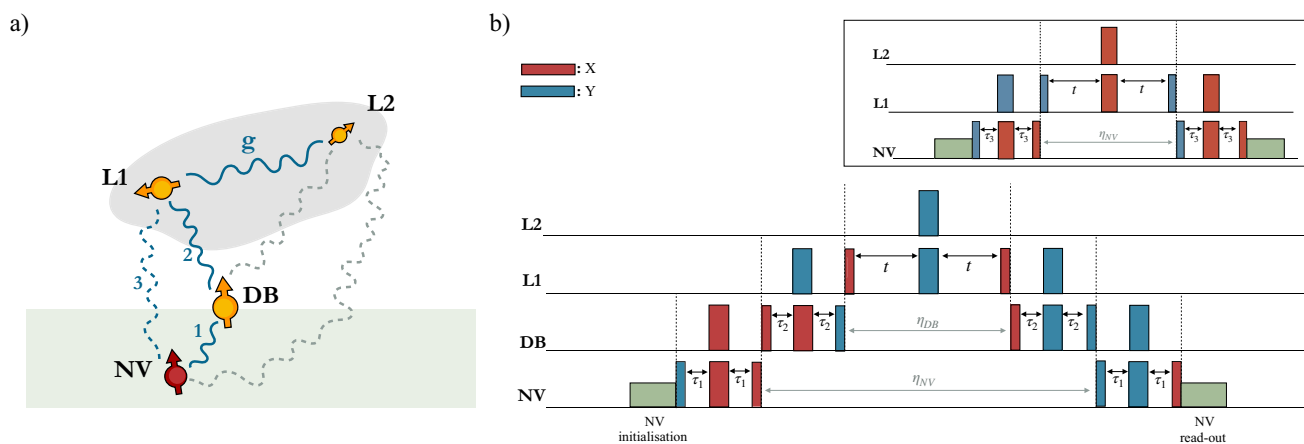 a)
L2
g
L1
2
3
DB
1
NV
b)
: X
: Y
L2
t t
L1
τ3 τ3 ηNV τ3 τ3
NV
L2
t t
L1
τ2 τ2 ηDB τ2 τ2
DB
τ1 τ1 ηNV τ1 τ1
NV
NV
initialisation
NV
read-out